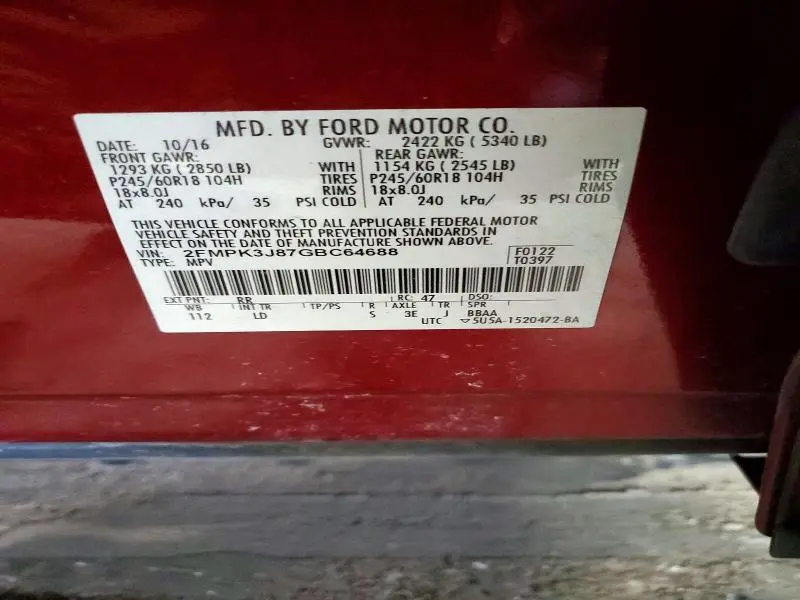 MFD. BY FORD MOTOR CO.
DATE: 10/16 GVWR: 2422 KG ( 5340 LB)
FRONT GAWR: REAR GAWR:
1293 KG ( 2850 LB) WITH 1154 KG ( 2545 LB) WITH
P245/60R18 104H TIRES P245/60R18 104H TIRES
18x8.0J RIMS 18x8.0J RIMS
AT 240 kPa/ 35 PSI COLD AT 240 kPa/ 35 PSI COLD
THIS VEHICLE CONFORMS TO ALL APPLICABLE FEDERAL MOTOR
VEHICLE SAFETY AND THEFT PREVENTION STANDARDS IN
EFFECT ON THE DATE OF MANUFACTURE SHOWN ABOVE.
VIN: 2FMPK3J87GBC64688 F0122
TYPE: MPV T0397
EXT PNT: RR RC: 47 DSO:
WB INT TR TP/PS R AXLE TR SPR
112 LD S 3E J BBAA
UTC ▽5U5A-1520472-BA